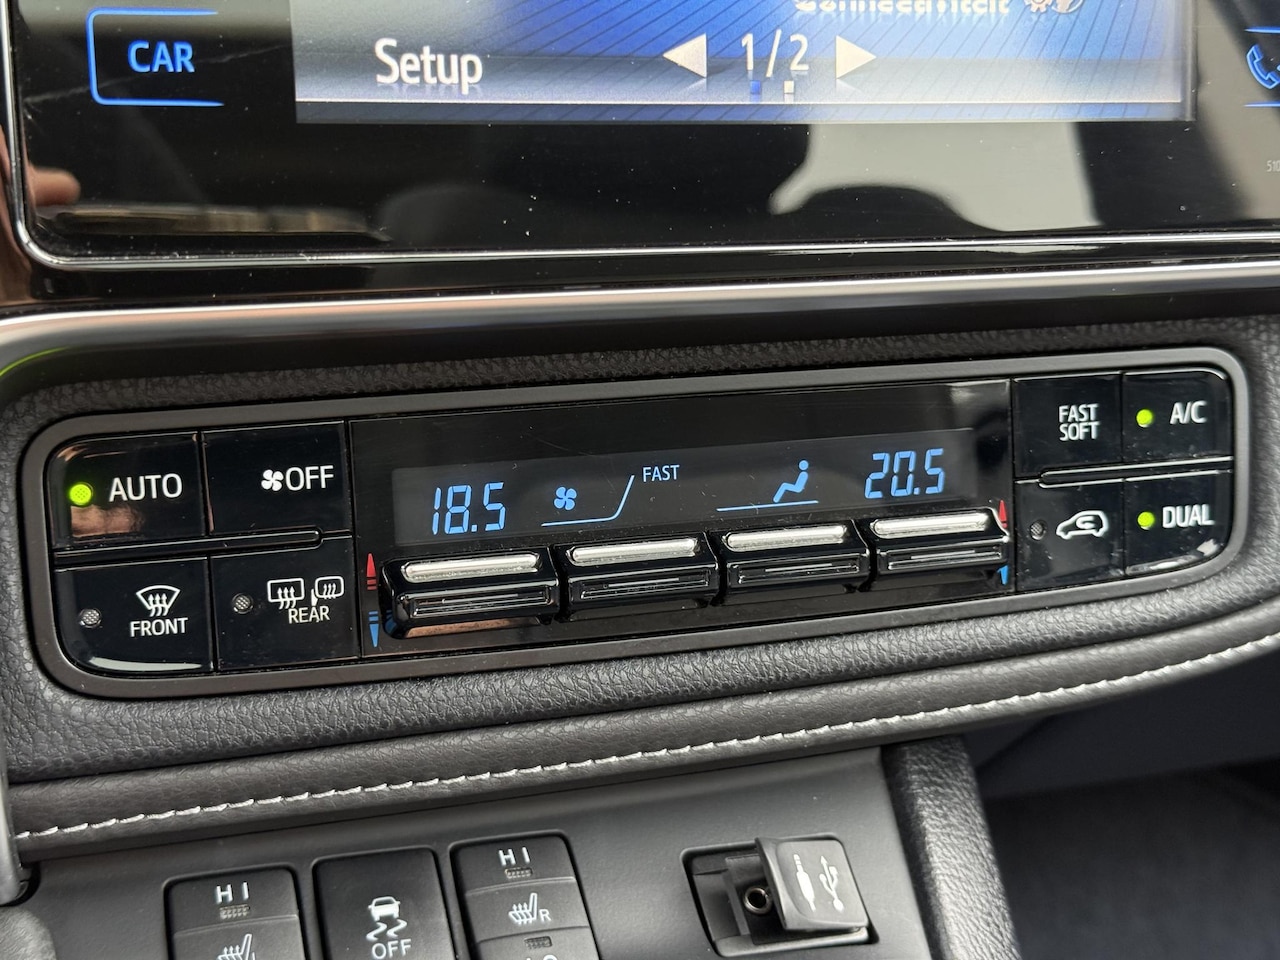 CAR
Setup
1/2
AUTO
OFF
18.5
FAST
20.5
FAST
SOFT
A/C
DUAL
FRONT
REAR
HI
OFF
HI
R